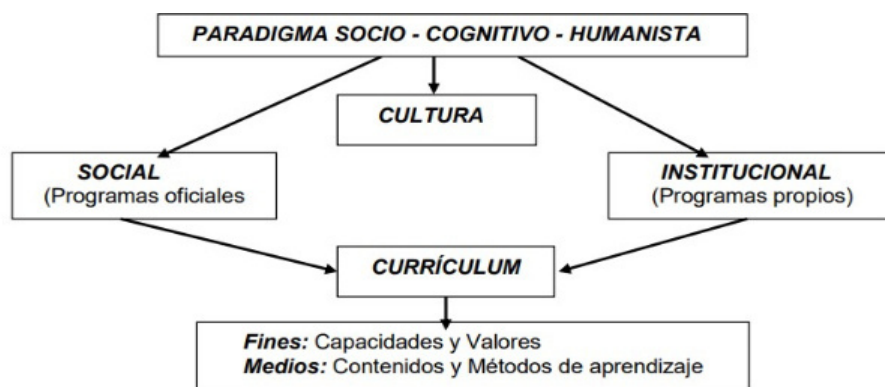 PARADIGMA SOCIO - COGNITIVO - HUMANISTA
CULTURA
SOCIAL
(Programas oficiales
INSTITUCIONAL
(Programas propios)
CURRÍCULUM
Fines: Capacidades y Valores
Medios: Contenidos y Métodos de aprendizaje